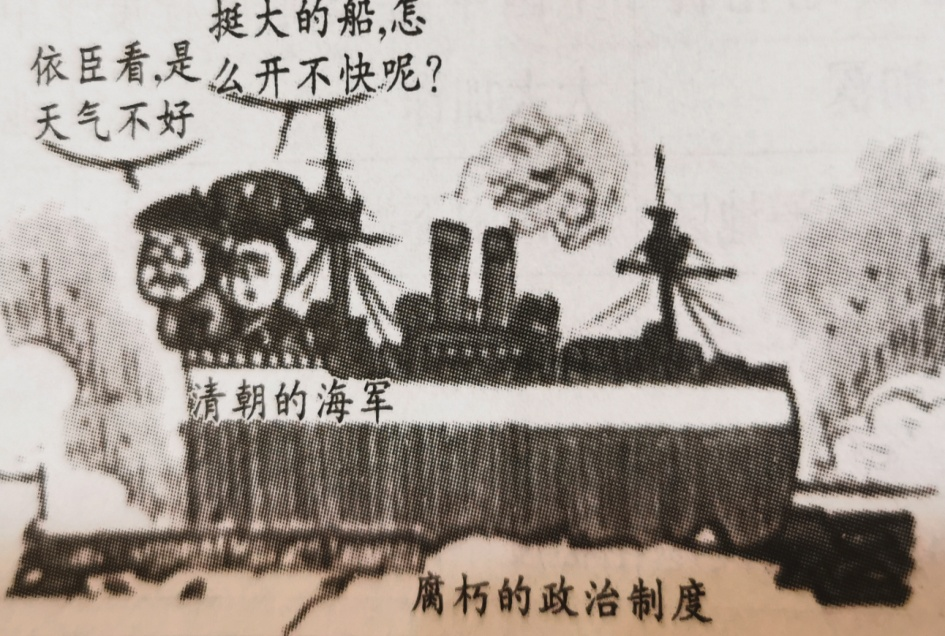 挺大的船,怎
么开不快呢?
依臣看,是
天气不好
清朝的海军
腐朽的政治制度